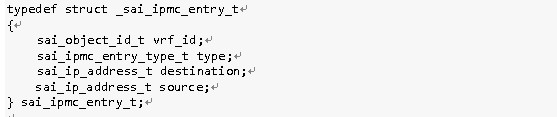 typedef struct _sai_ipmc_entry_t
{
    sai_object_id_t vrf_id;
    sai_ipmc_entry_type_t type;
    sai_ip_address_t destination;
    sai_ip_address_t source;
} sai_ipmc_entry_t;